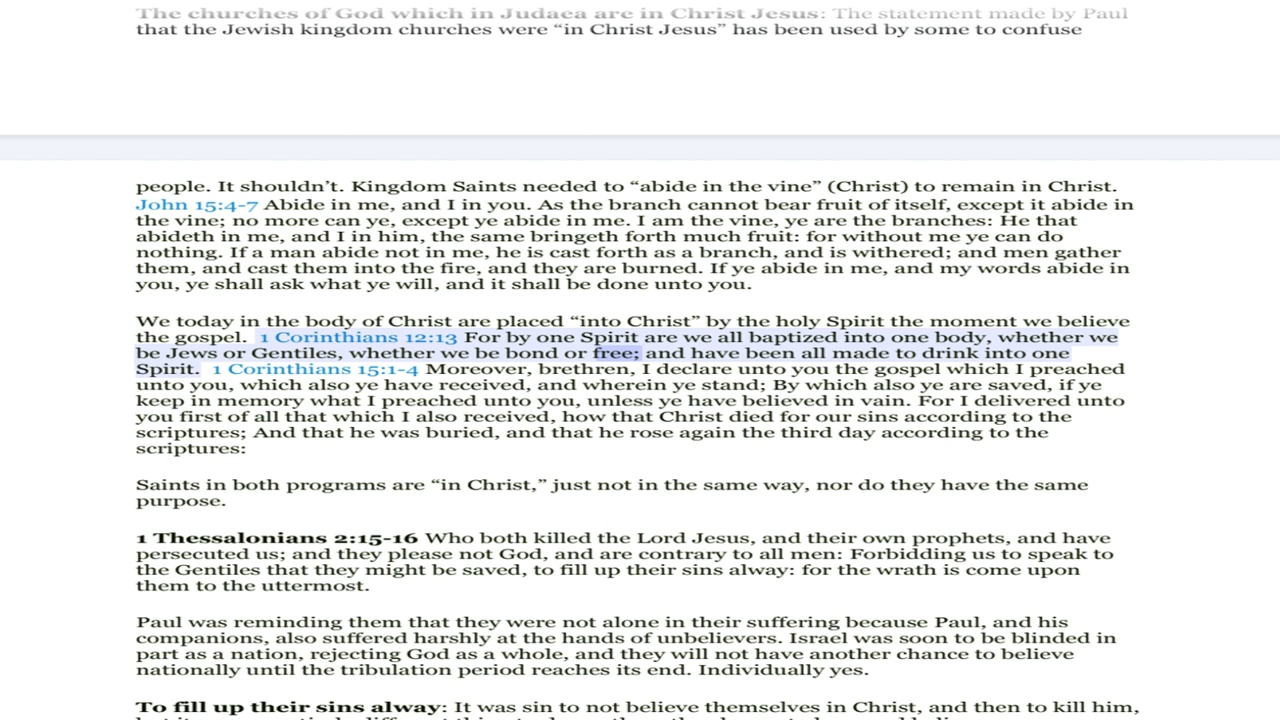 The churches of God which in Judaea are in Christ Jesus: The statement made by Paul
that the Jewish kingdom churches were “in Christ Jesus” has been used by some to confuse
people. It shouldn’t. Kingdom Saints needed to “abide in the vine” (Christ) to remain in Christ.
John 15:4-7 Abide in me, and I in you. As the branch cannot bear fruit of itself, except it abide in
the vine; no more can ye, except ye abide in me. I am the vine, ye are the branches: He that
abideth in me, and I in him, the same bringeth forth much fruit: for without me ye can do
nothing. If a man abide not in me, he is cast forth as a branch, and is withered; and men gather
them, and cast them into the fire, and they are burned. If ye abide in me, and my words abide in
you, ye shall ask what ye will, and it shall be done unto you.
We today in the body of Christ are placed “into Christ” by the holy Spirit the moment we believe
the gospel. 1 Corinthians 12:13 For by one Spirit are we all baptized into one body, whether we
be Jews or Gentiles, whether we be bond or free; and have been all made to drink into one
Spirit. 1 Corinthians 15:1-4 Moreover, brethren, I declare unto you the gospel which I preached
unto you, which also ye have received, and wherein ye stand; By which also ye are saved, if ye
keep in memory what I preached unto you, unless ye have believed in vain. For I delivered unto
you first of all that which I also received, how that Christ died for our sins according to the
scriptures; And that he was buried, and that he rose again the third day according to the
scriptures:
Saints in both programs are “in Christ,” just not in the same way, nor do they have the same
purpose.
1 Thessalonians 2:15-16 Who both killed the Lord Jesus, and their own prophets, and have
persecuted us; and they please not God, and are contrary to all men: Forbidding us to speak to
the Gentiles that they might be saved, to fill up their sins alway: for the wrath is come upon
them to the uttermost.
Paul was reminding them that they were not alone in their suffering because Paul, and his
companions, also suffered harshly at the hands of unbelievers. Israel was soon to be blinded in
part as a nation, rejecting God as a whole, and they will not have another chance to believe
nationally until the tribulation period reaches its end. Individually yes.
To fill up their sins alway: It was sin to not believe themselves in Christ, and then to kill him,